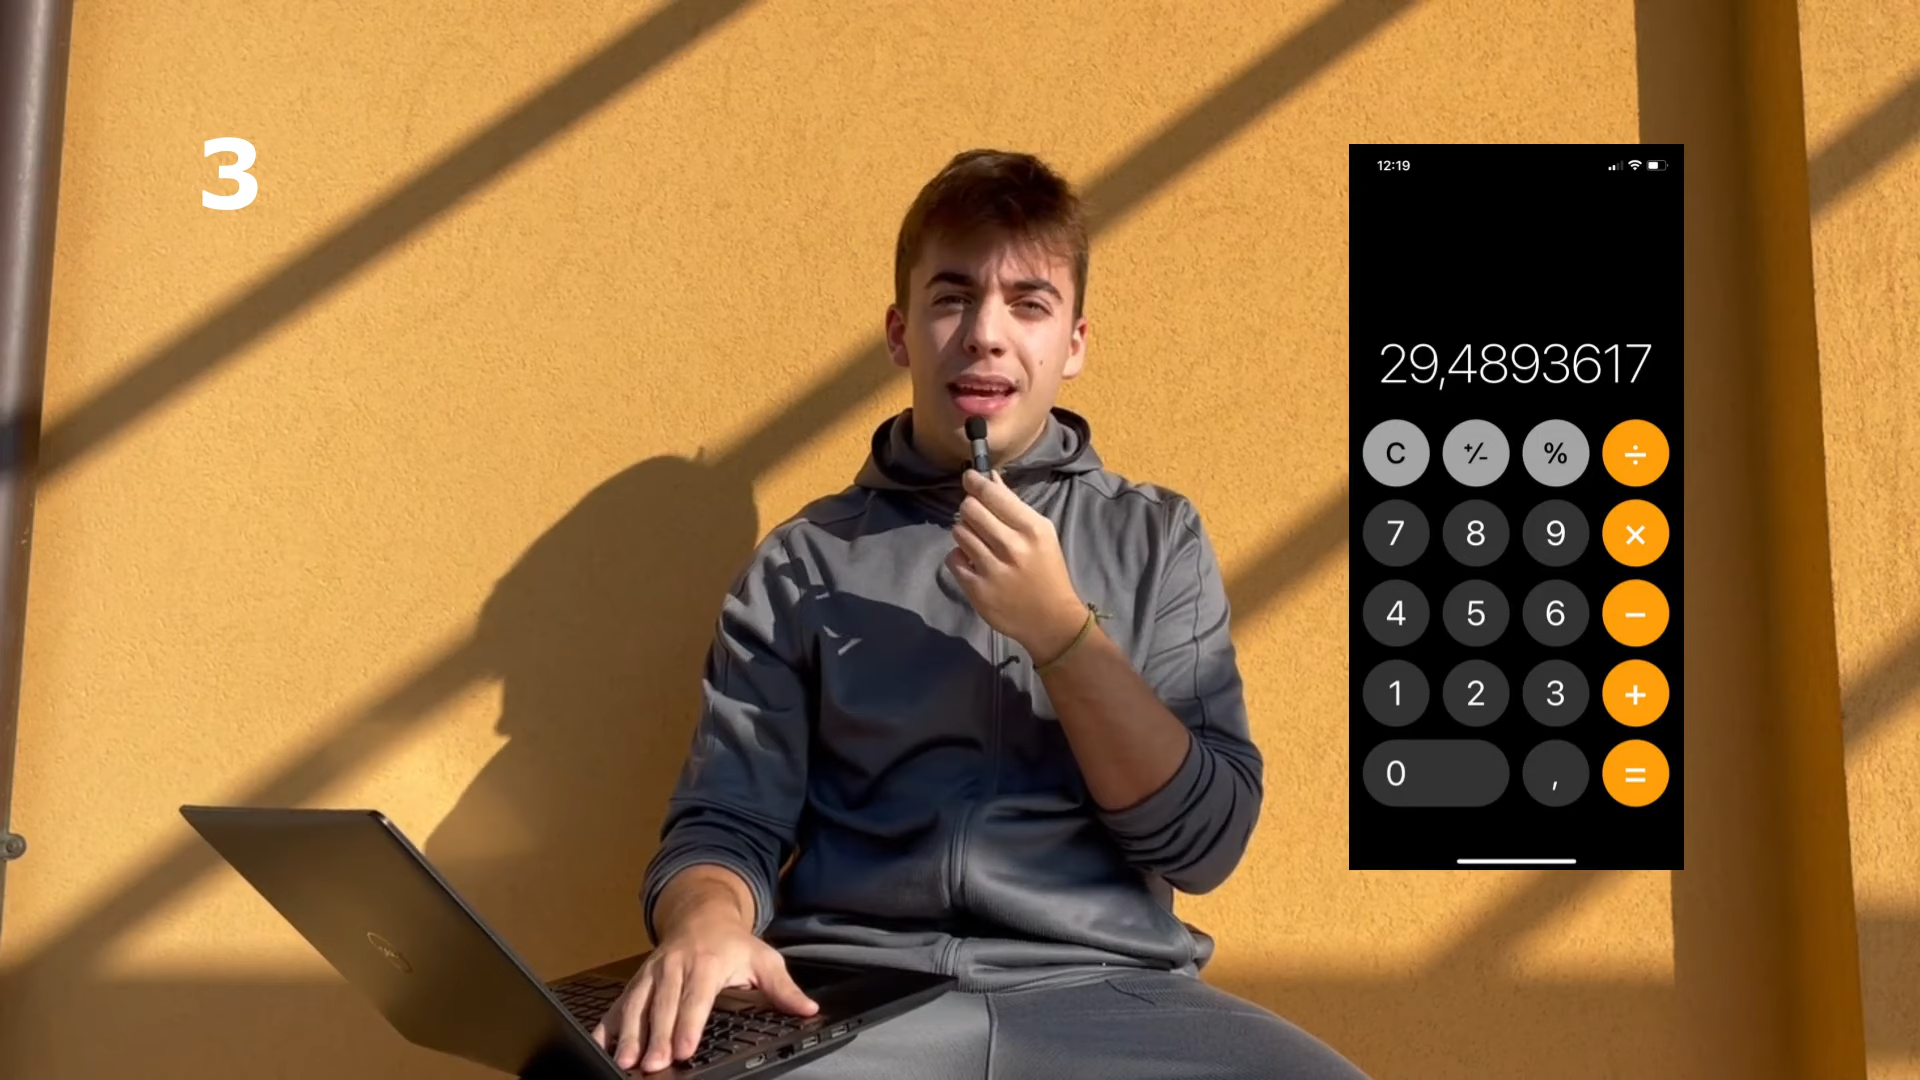 3
12:19
29,4893617
C +/- % ÷
7 8 9 ×
4 5 6 −
1 2 3 +
0 , =